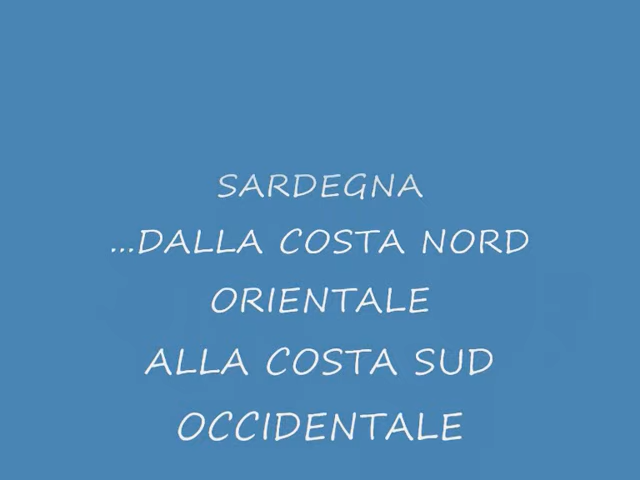 SARDEGNA
...DALLA COSTA NORD
ORIENTALE
ALLA COSTA SUD
OCCIDENTALE